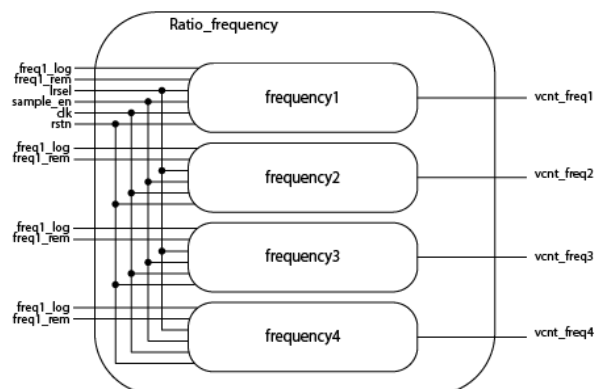 Ratio_frequency
freq1_log
freq1_rem
lrsel
sample_en
clk
rstn
frequency1
vcnt_freq1
freq1_log
freq1_rem
frequency2
vcnt_freq2
freq1_log
freq1_rem
frequency3
vcnt_freq3
freq1_log
freq1_rem
frequency4
vcnt_freq4